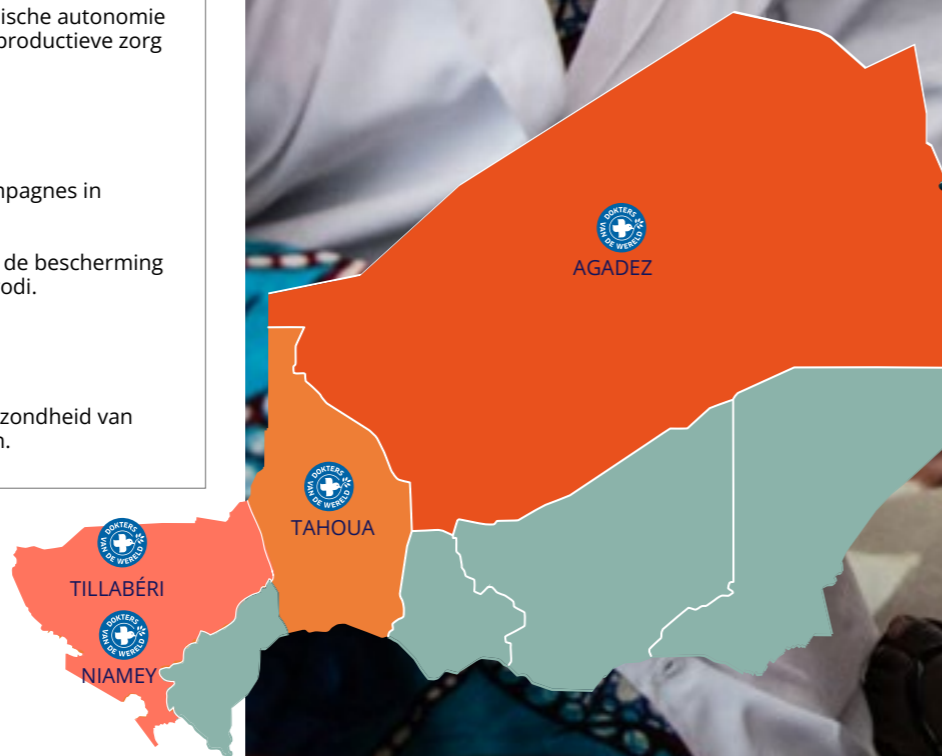 ische autonomie
productieve zorg
npagnes in
de bescherming
odi.
zondheid van
n.
DOKTERS VAN DE WERELD
AGADEZ
DOKTERS VAN DE WERELD
TAHOUA
DOKTERS VAN DE WERELD
TILLABÉRI
DOKTERS VAN DE WERELD
NIAMEY